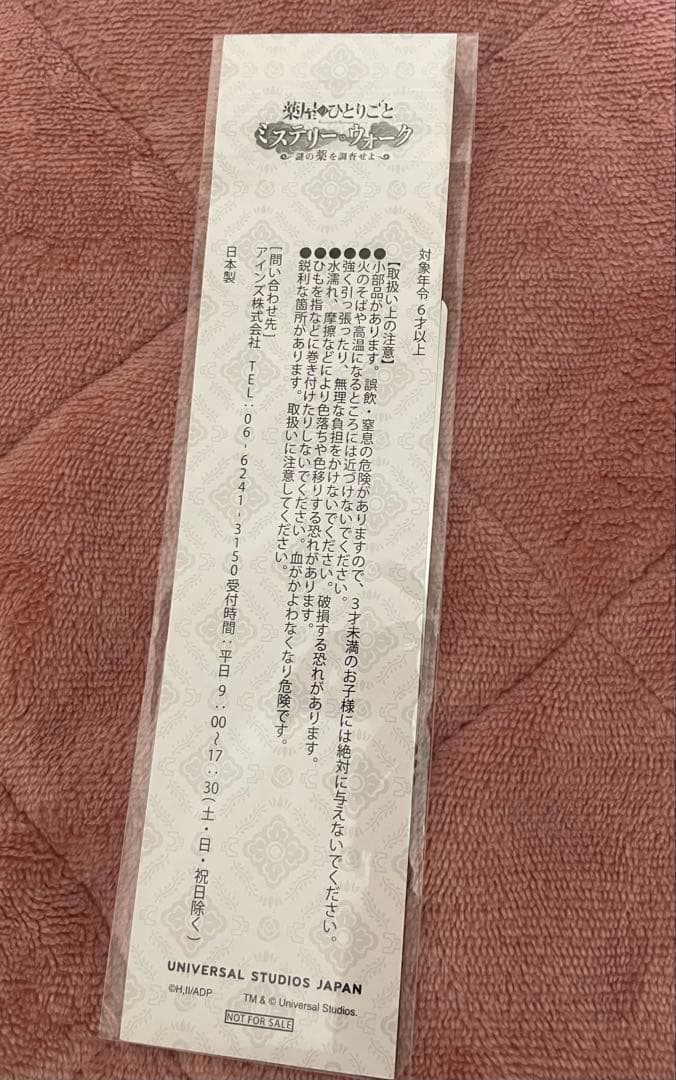 薬屋のひとりごと
ミステリー・ウォーク
謎の薬を調査せよ
対象年令 6才以上
【取扱い上の注意】
●小部品があります。誤飲・窒息の危険がありますので、3才未満のお子様には絶対に与えないでください。
●火のそばや高温になるところには近づけないでください。
●強く引っ張ったり、無理な負担をかけないでください。破損する恐れがあります。
●水濡れ、摩擦などにより色落ちや色移りする恐れがあります。
●ひもを指などに巻き付けたりしないでください。血がかよわなくなり危険です。
●鋭利な箇所があります。取扱いに注意してください。
[問い合わせ先]
アインズ株式会社 TEL:06-6241-3150 受付時間:平日 9:00~17:30(土・日・祝日除く)
日本製
UNIVERSAL STUDIOS JAPAN
©H,II/ADP
TM & © Universal Studios.
NOT FOR SALE